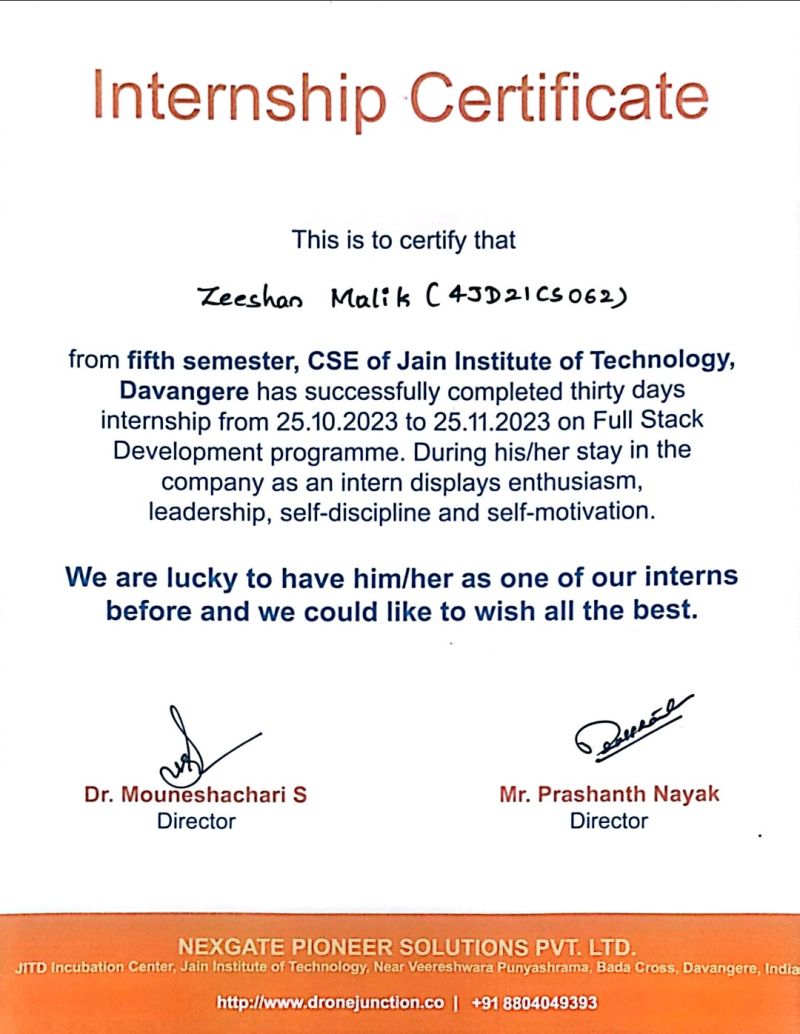 Internship Certificate
This is to certify that
Zeeshan Malik (4JD21CS062)
from fifth semester, CSE of Jain Institute of Technology,
Davangere has successfully completed thirty days
internship from 25.10.2023 to 25.11.2023 on Full Stack
Development programme. During his/her stay in the
company as an intern displays enthusiasm,
leadership, self-discipline and self-motivation.
We are lucky to have him/her as one of our interns
before and we could like to wish all the best.
Dr. Mouneshachari S
Director
Mr. Prashanth Nayak
Director
NEXGATE PIONEER SOLUTIONS PVT. LTD.
JITD Incubation Center, Jain Institute of Technology, Near Veereshwara Punyashrama, Bada Cross, Davangere, India
http://www.dronejunction.co | +91 8804049393